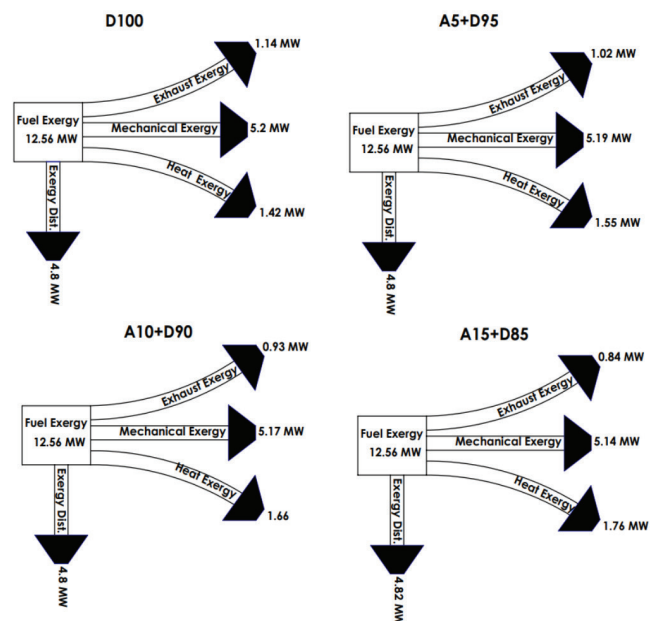 D100
1.14 MW
Exhaust Exergy
Fuel Exergy
12.56 MW
Mechanical Exergy
5.2 MW
Heat Exergy
1.42 MW
Exergy Dist.
4.8 MW
A5+D95
1.02 MW
Exhaust Exergy
Fuel Exergy
12.56 MW
Mechanical Exergy
5.19 MW
Heat Exergy
1.55 MW
Exergy Dist.
4.8 MW
A10+D90
0.93 MW
Exhaust Exergy
Fuel Exergy
12.56 MW
Mechanical Exergy
5.17 MW
Heat Exergy
1.66
Exergy Dist.
4.8 MW
A15+D85
0.84 MW
Exhaust Exergy
Fuel Exergy
12.56 MW
Mechanical Exergy
5.14 MW
Heat Exergy
1.76 MW
Exergy Dist.
4.82 MW